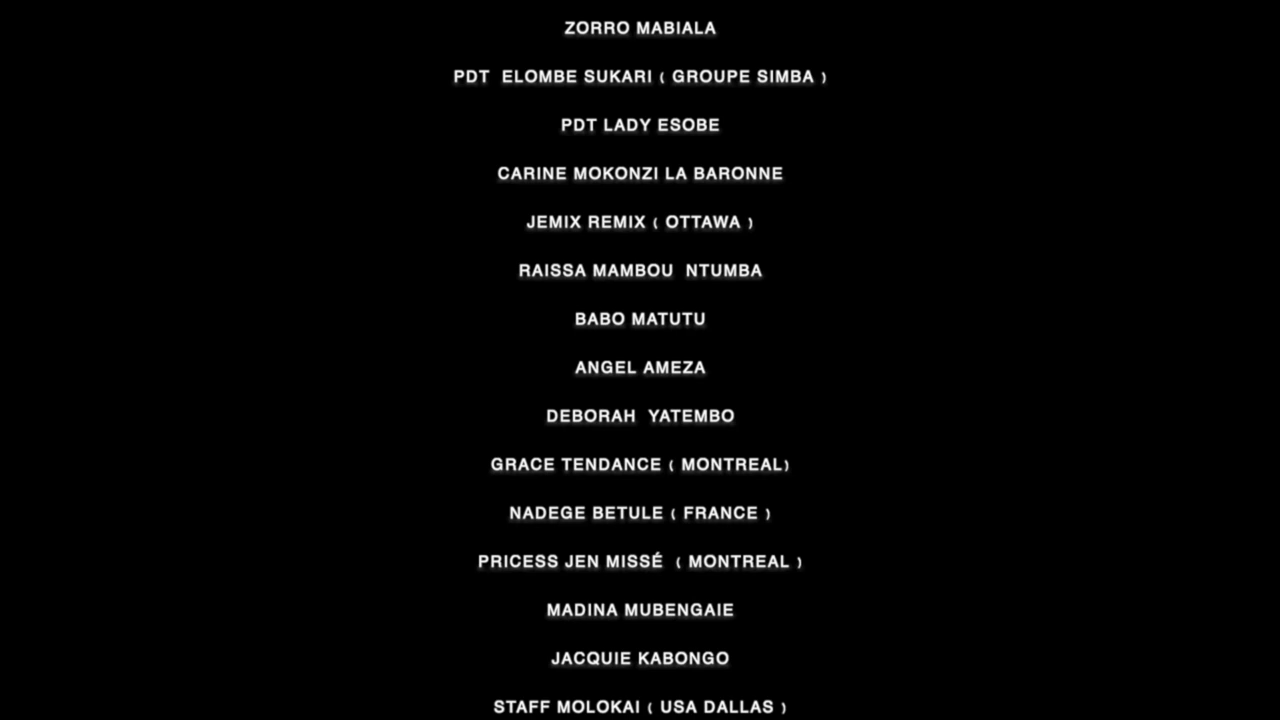 ZORRO MABIALA
PDT  ELOMBE SUKARI ( GROUPE SIMBA )
PDT LADY ESOBE
CARINE MOKONZI LA BARONNE
JEMIX REMIX ( OTTAWA )
RAISSA MAMBOU  NTUMBA
BABO MATUTU
ANGEL AMEZA
DEBORAH  YATEMBO
GRACE TENDANCE ( MONTREAL)
NADEGE BETULE ( FRANCE )
PRICESS JEN MISSÉ  ( MONTREAL )
MADINA MUBENGAIE
JACQUIE KABONGO
STAFF MOLOKAI ( USA DALLAS )